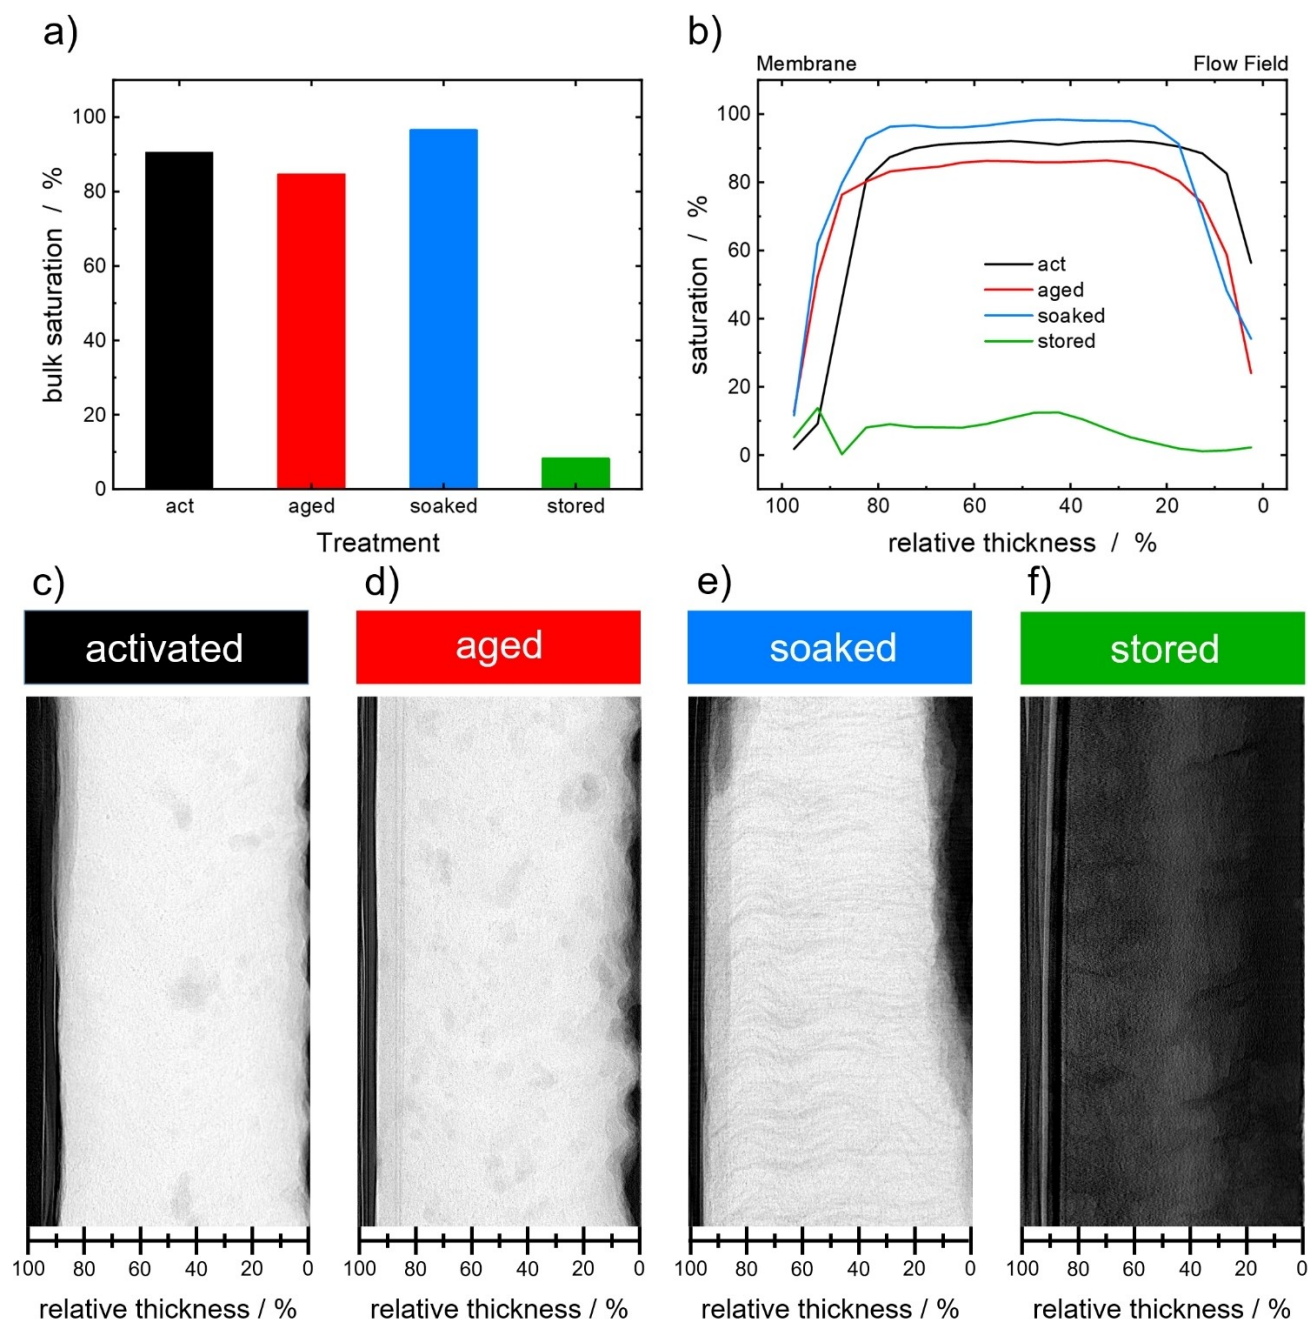 a)
100
80
60
40
20
0
bulk saturation / %
act aged soaked stored
Treatment
b)
Membrane Flow Field
100
80
60
40
20
0
saturation / %
act
aged
soaked
stored
100 80 60 40 20 0
relative thickness / %
c)
activated
100 80 60 40 20 0
relative thickness / %
d)
aged
100 80 60 40 20 0
relative thickness / %
e)
soaked
100 80 60 40 20 0
relative thickness / %
f)
stored
100 80 60 40 20 0
relative thickness / %